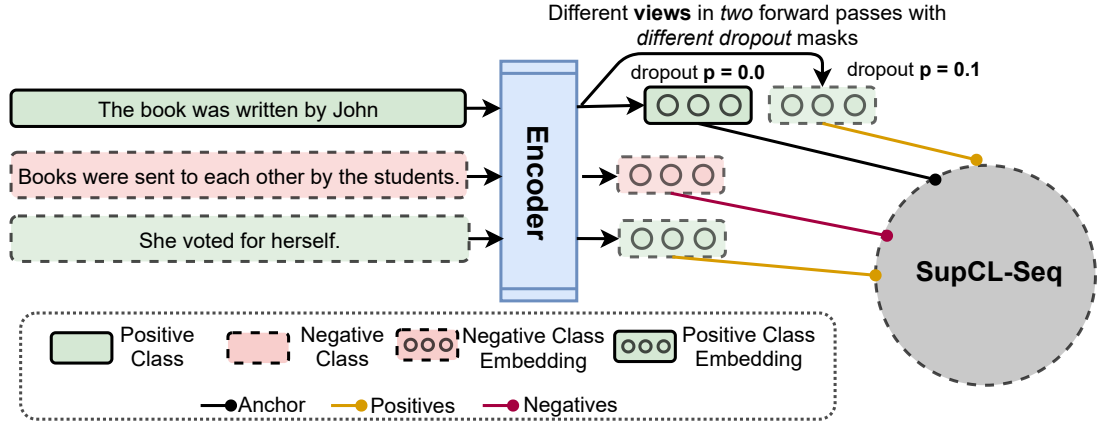 Different views in two forward passes with
different dropout masks
dropout p = 0.0
dropout p = 0.1
The book was written by John
Books were sent to each other by the students.
She voted for herself.
Encoder
SupCL-Seq
Positive
Class
Negative
Class
Negative Class
Embedding
Positive Class
Embedding
Anchor
Positives
Negatives